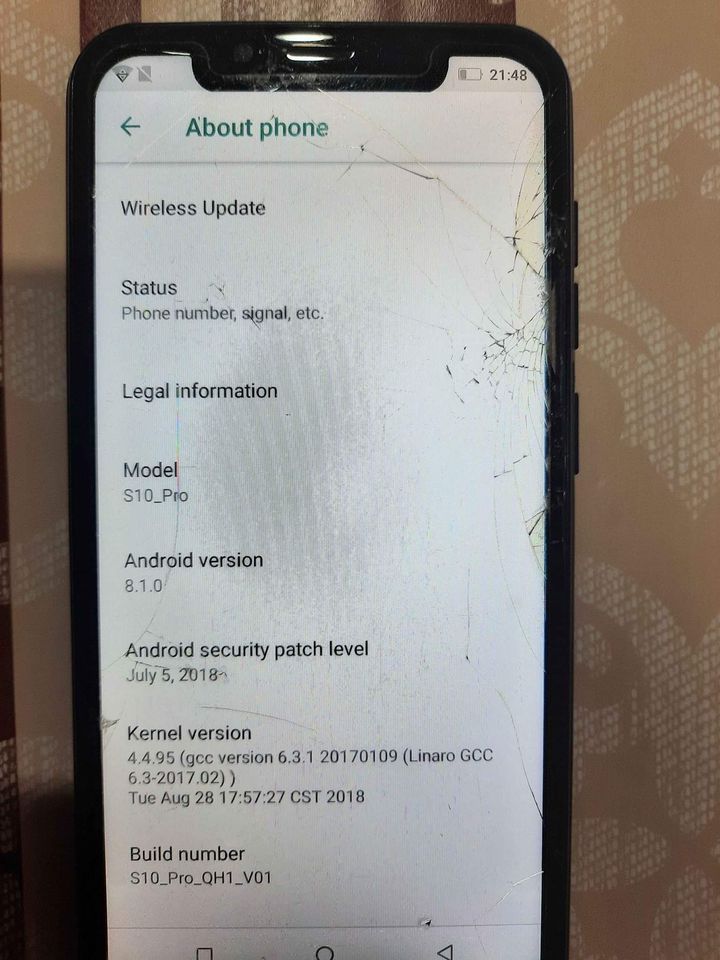 21:48
About phone
Wireless Update
Status
Phone number, signal, etc.
Legal information
Model
S10_Pro
Android version
8.1.0
Android security patch level
July 5, 2018
Kernel version
4.4.95 (gcc version 6.3.1 20170109 (Linaro GCC
6.3-2017.02) )
Tue Aug 28 17:57:27 CST 2018
Build number
S10_Pro_QH1_V01